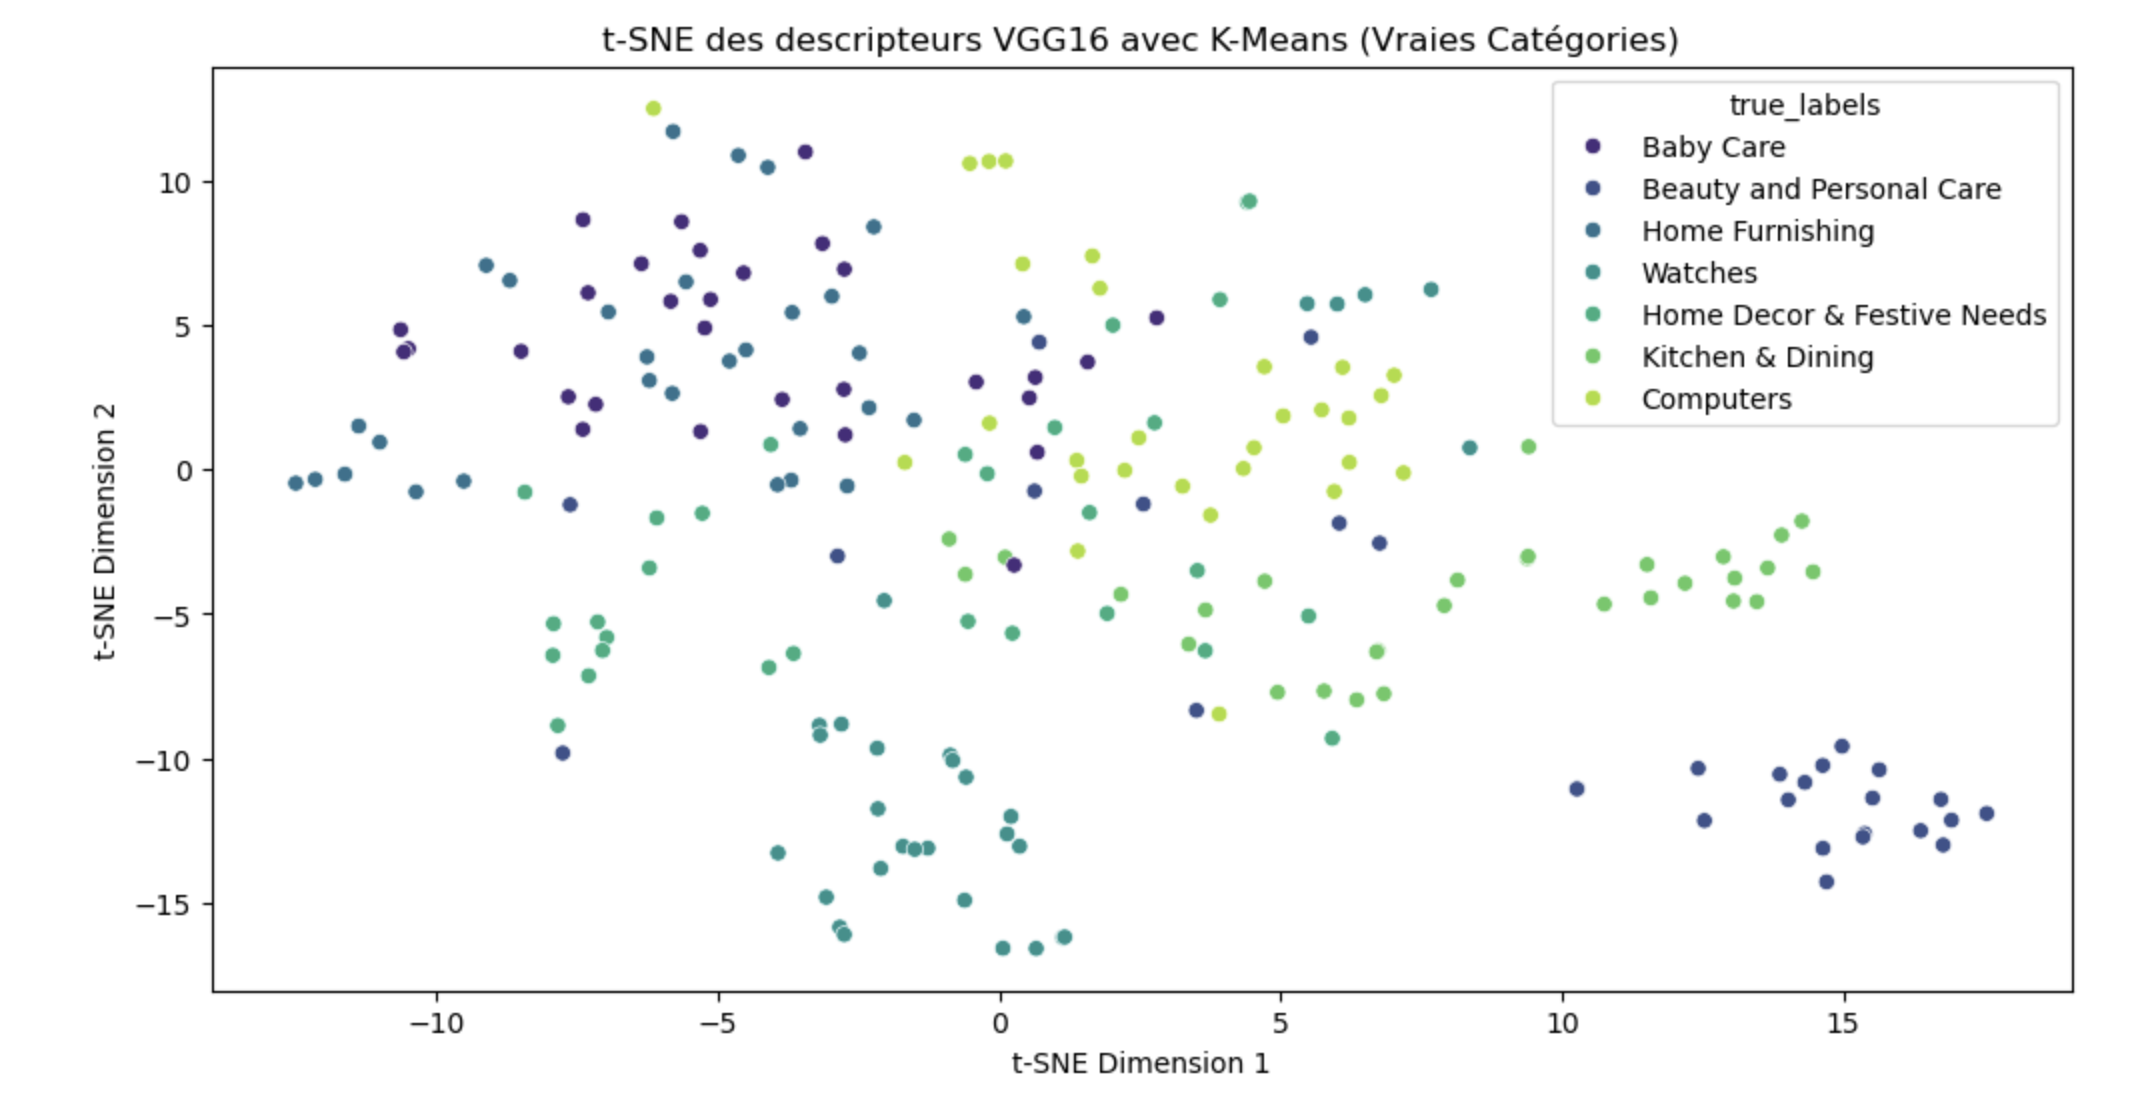 t-SNE des descripteurs VGG16 avec K-Means (Vraies Catégories)
true_labels
Baby Care
Beauty and Personal Care
Home Furnishing
Watches
Home Decor & Festive Needs
Kitchen & Dining
Computers
t-SNE Dimension 2
10
5
0
−5
−10
−15
−10 −5 0 5 10 15
t-SNE Dimension 1